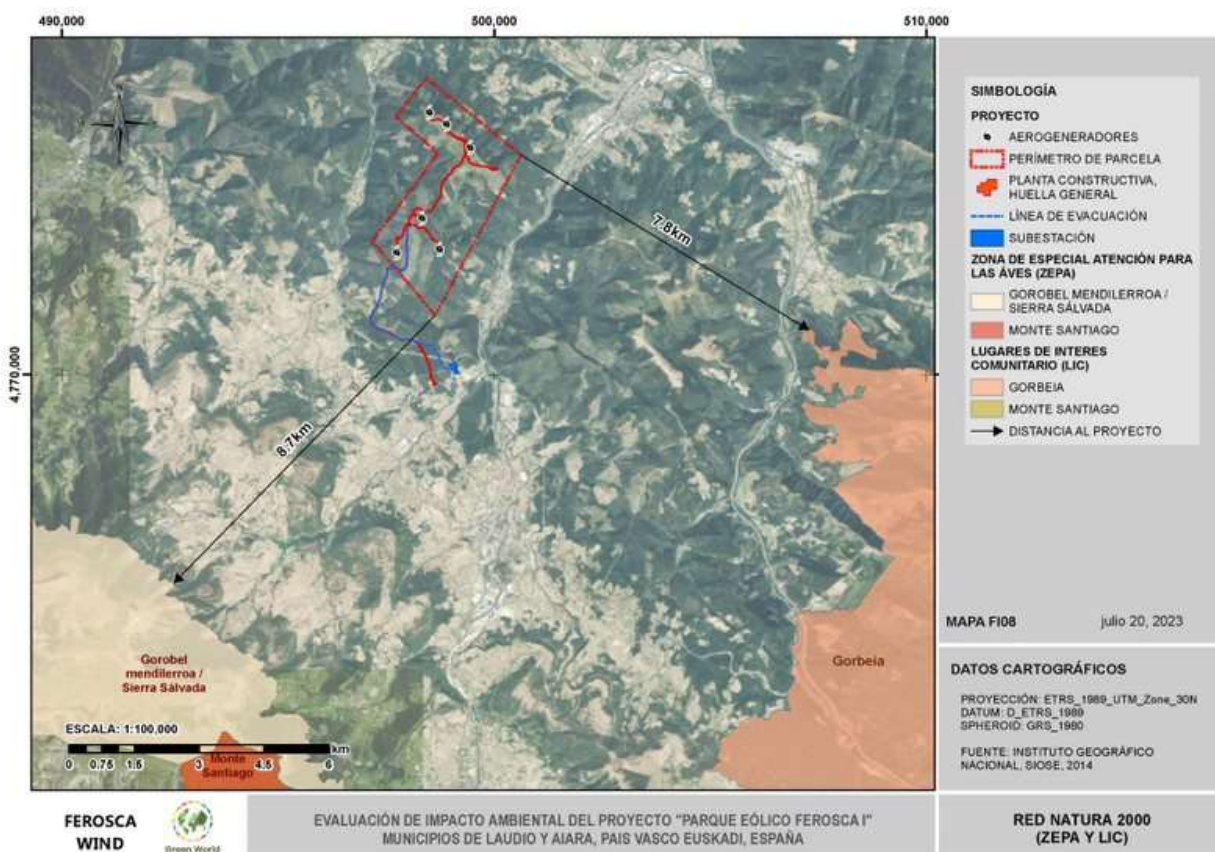 490,000
500,000
510,000
4,770,000
7.8km
8.7km
Gorobel
mendilerroa /
Sierra Sálvada
Monte
Santiago
Gorbeia
ESCALA: 1:100,000
km
0 0.75 1.5 3 4.5 6
SIMBOLOGÍA
PROYECTO
AEROGENERADORES
PERÍMETRO DE PARCELA
PLANTA CONSTRUCTIVA,
HUELLA GENERAL
LÍNEA DE EVACUACIÓN
SUBESTACIÓN
ZONA DE ESPECIAL ATENCIÓN PARA
LAS ÁVES (ZEPA)
GOROBEL MENDILERROA /
SIERRA SÁLVADA
MONTE SANTIAGO
LUGARES DE INTERES
COMUNITARIO (LIC)
GORBEIA
MONTE SANTIAGO
DISTANCIA AL PROYECTO
MAPA FI08 julio 20, 2023
DATOS CARTOGRÁFICOS
PROYECCIÓN: ETRS_1989_UTM_Zone_30N
DATUM: D_ETRS_1989
SPHEROID: GRS_1980
FUENTE: INSTITUTO GEOGRÁFICO
NACIONAL, SIOSE, 2014
FEROSCA
WIND
Green World
EVALUACIÓN DE IMPACTO AMBIENTAL DEL PROYECTO "PARQUE EÓLICO FEROSCA I"
MUNICIPIOS DE LAUDIO Y AIARA, PAIS VASCO EUSKADI, ESPAÑA
RED NATURA 2000
(ZEPA Y LIC)